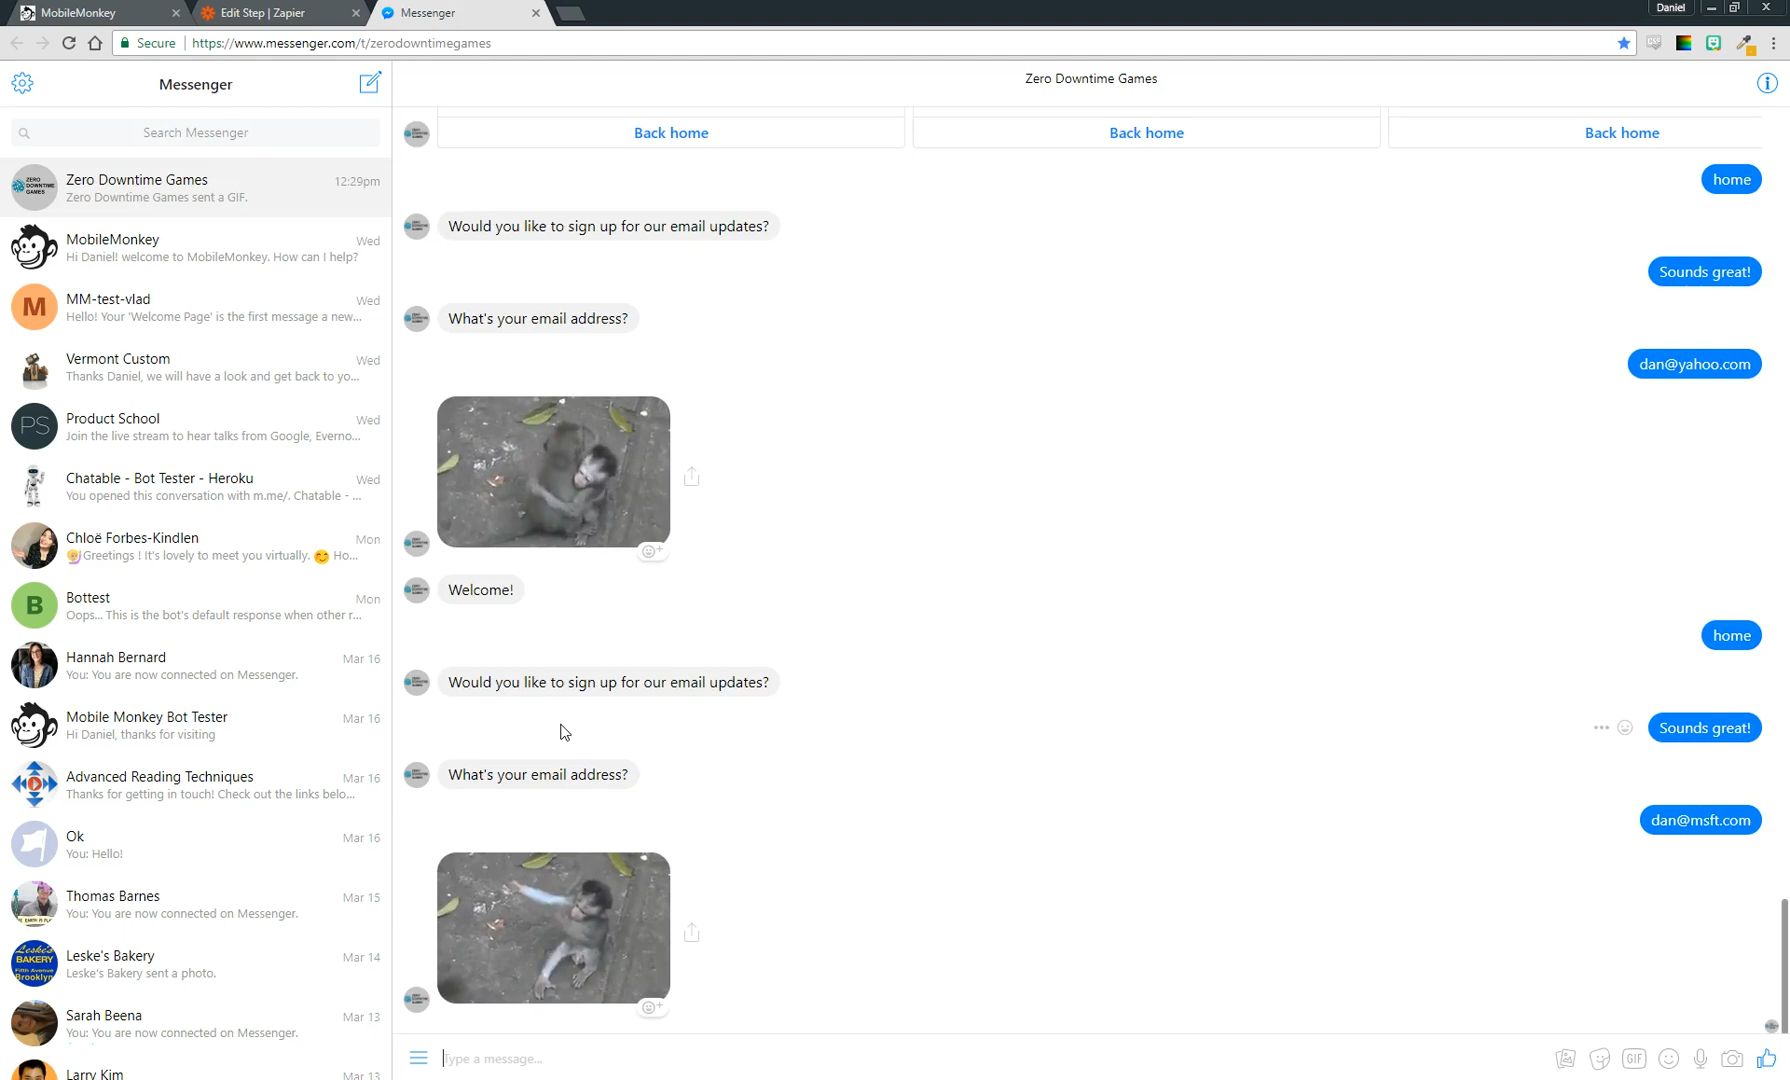 MobileMonkey
Edit Step | Zapier
Messenger
Daniel
Secure
https://www.messenger.com/t/zerodowntimegames
Messenger
Search Messenger
ZERO
DOWNTIME
GAMES
Zero Downtime Games
12:29pm
Zero Downtime Games sent a GIF.
MobileMonkey
Wed
Hi Daniel! welcome to MobileMonkey. How can I help?
M
MM-test-vlad
Wed
Hello! Your 'Welcome Page' is the first message a new...
Vermont Custom
Wed
Thanks Daniel, we will have a look and get back to yo...
PS
Product School
Wed
Join the live stream to hear talks from Google, Everno...
Chatable - Bot Tester - Heroku
Wed
You opened this conversation with m.me/. Chatable - ...
Chloë Forbes-Kindlen
Mon
Greetings ! It's lovely to meet you virtually. 😊 Ho...
B
Bottest
Mon
Oops... This is the bot's default response when other r...
Hannah Bernard
Mar 16
You: You are now connected on Messenger.
Mobile Monkey Bot Tester
Mar 16
Hi Daniel, thanks for visiting
Advanced Reading Techniques
Mar 16
Thanks for getting in touch! Check out the links belo...
Ok
Mar 16
You: Hello!
Thomas Barnes
Mar 15
You: You are now connected on Messenger.
Leske's
BAKERY
Fifth Avenue
Brooklyn
Leske's Bakery
Mar 14
Leske's Bakery sent a photo.
Sarah Beena
Mar 13
You: You are now connected on Messenger.
Larry Kim
Mar 13
Zero Downtime Games
Back home
Back home
Back home
home
Would you like to sign up for our email updates?
Sounds great!
What's your email address?
dan@yahoo.com
Welcome!
home
Would you like to sign up for our email updates?
Sounds great!
What's your email address?
dan@msft.com
Type a message...
GIF